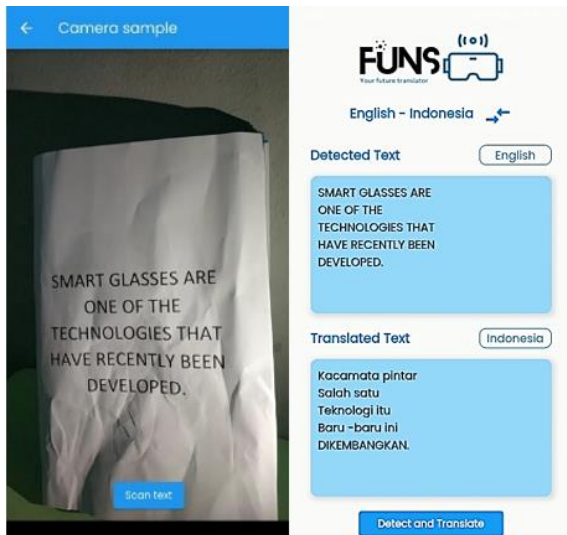 Camera sample
SMART GLASSES ARE
ONE OF THE
TECHNOLOGIES THAT
HAVE RECENTLY BEEN
DEVELOPED.
Scan text
FÜNS
Your future translator
English - Indonesia
Detected Text
English
SMART GLASSES ARE
ONE OF THE
TECHNOLOGIES THAT
HAVE RECENTLY BEEN
DEVELOPED.
Translated Text
Indonesia
Kacamata pintar
Salah satu
Teknologi itu
Baru -baru ini
DIKEMBANGKAN.
Detect and Translate